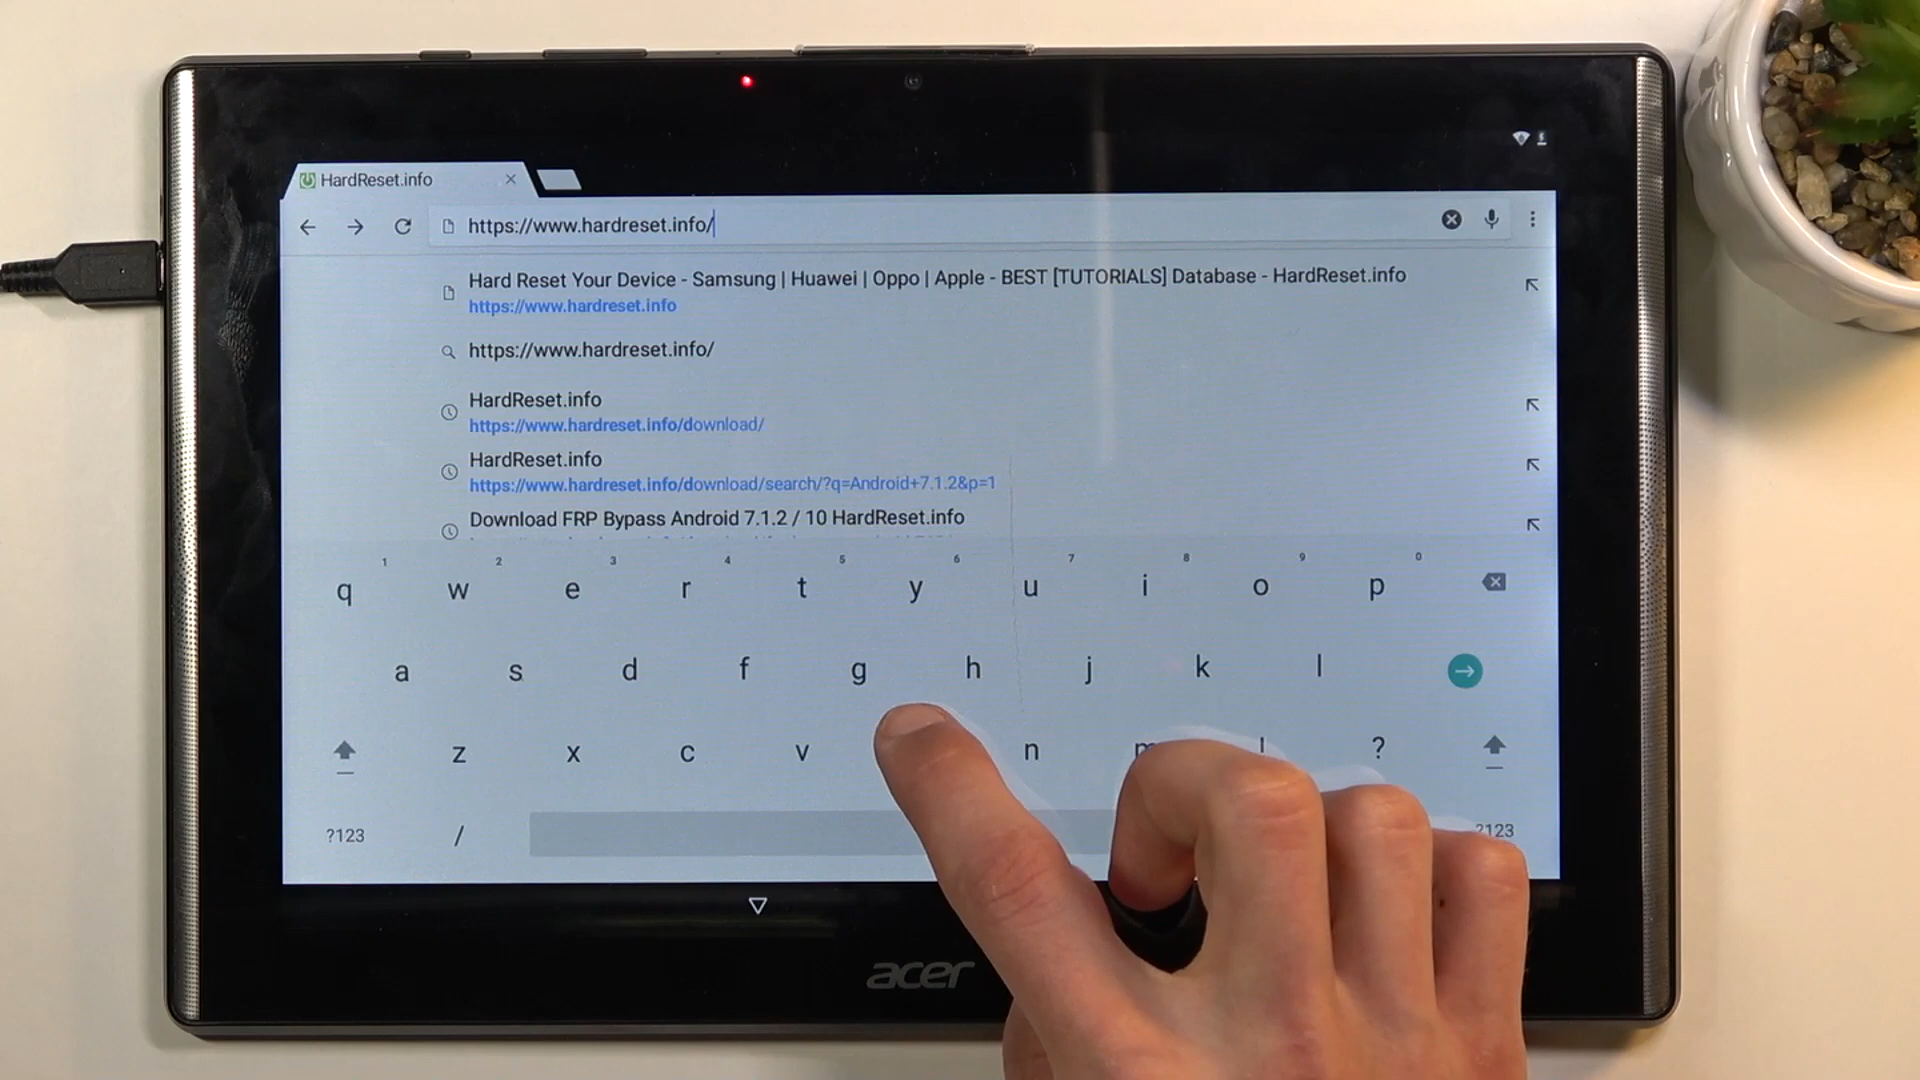 HardReset.info
https://www.hardreset.info/
Hard Reset Your Device - Samsung | Huawei | Oppo | Apple - BEST [TUTORIALS] Database - HardReset.info
https://www.hardreset.info
https://www.hardreset.info/
HardReset.info
https://www.hardreset.info/download/
HardReset.info
https://www.hardreset.info/download/search/?q=Android+7.1.2&p=1
Download FRP Bypass Android 7.1.2 / 10 HardReset.info
1 2 3 4 5 6 7 8 9 0
q w e r t y u i o p
a s d f g h j k l
z x c v n m ! ?
?123 / ?123
acer